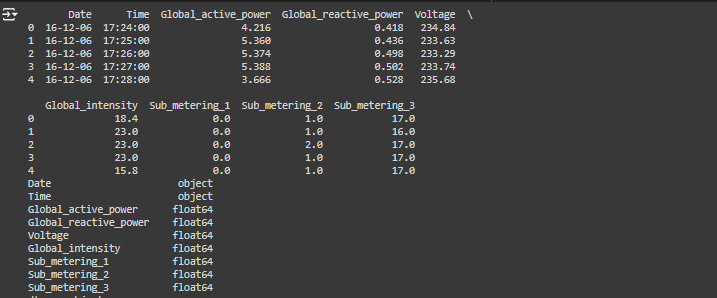 Date Time Global_active_power Global_reactive_power Voltage \
0 16-12-06 17:24:00 4.216 0.418 234.84
1 16-12-06 17:25:00 5.360 0.436 233.63
2 16-12-06 17:26:00 5.374 0.498 233.29
3 16-12-06 17:27:00 5.388 0.502 233.74
4 16-12-06 17:28:00 3.666 0.528 235.68
Global_intensity Sub_metering_1 Sub_metering_2 Sub_metering_3
0 18.4 0.0 1.0 17.0
1 23.0 0.0 1.0 16.0
2 23.0 0.0 2.0 17.0
3 23.0 0.0 1.0 17.0
4 15.8 0.0 1.0 17.0
Date object
Time object
Global_active_power float64
Global_reactive_power float64
Voltage float64
Global_intensity float64
Sub_metering_1 float64
Sub_metering_2 float64
Sub_metering_3 float64